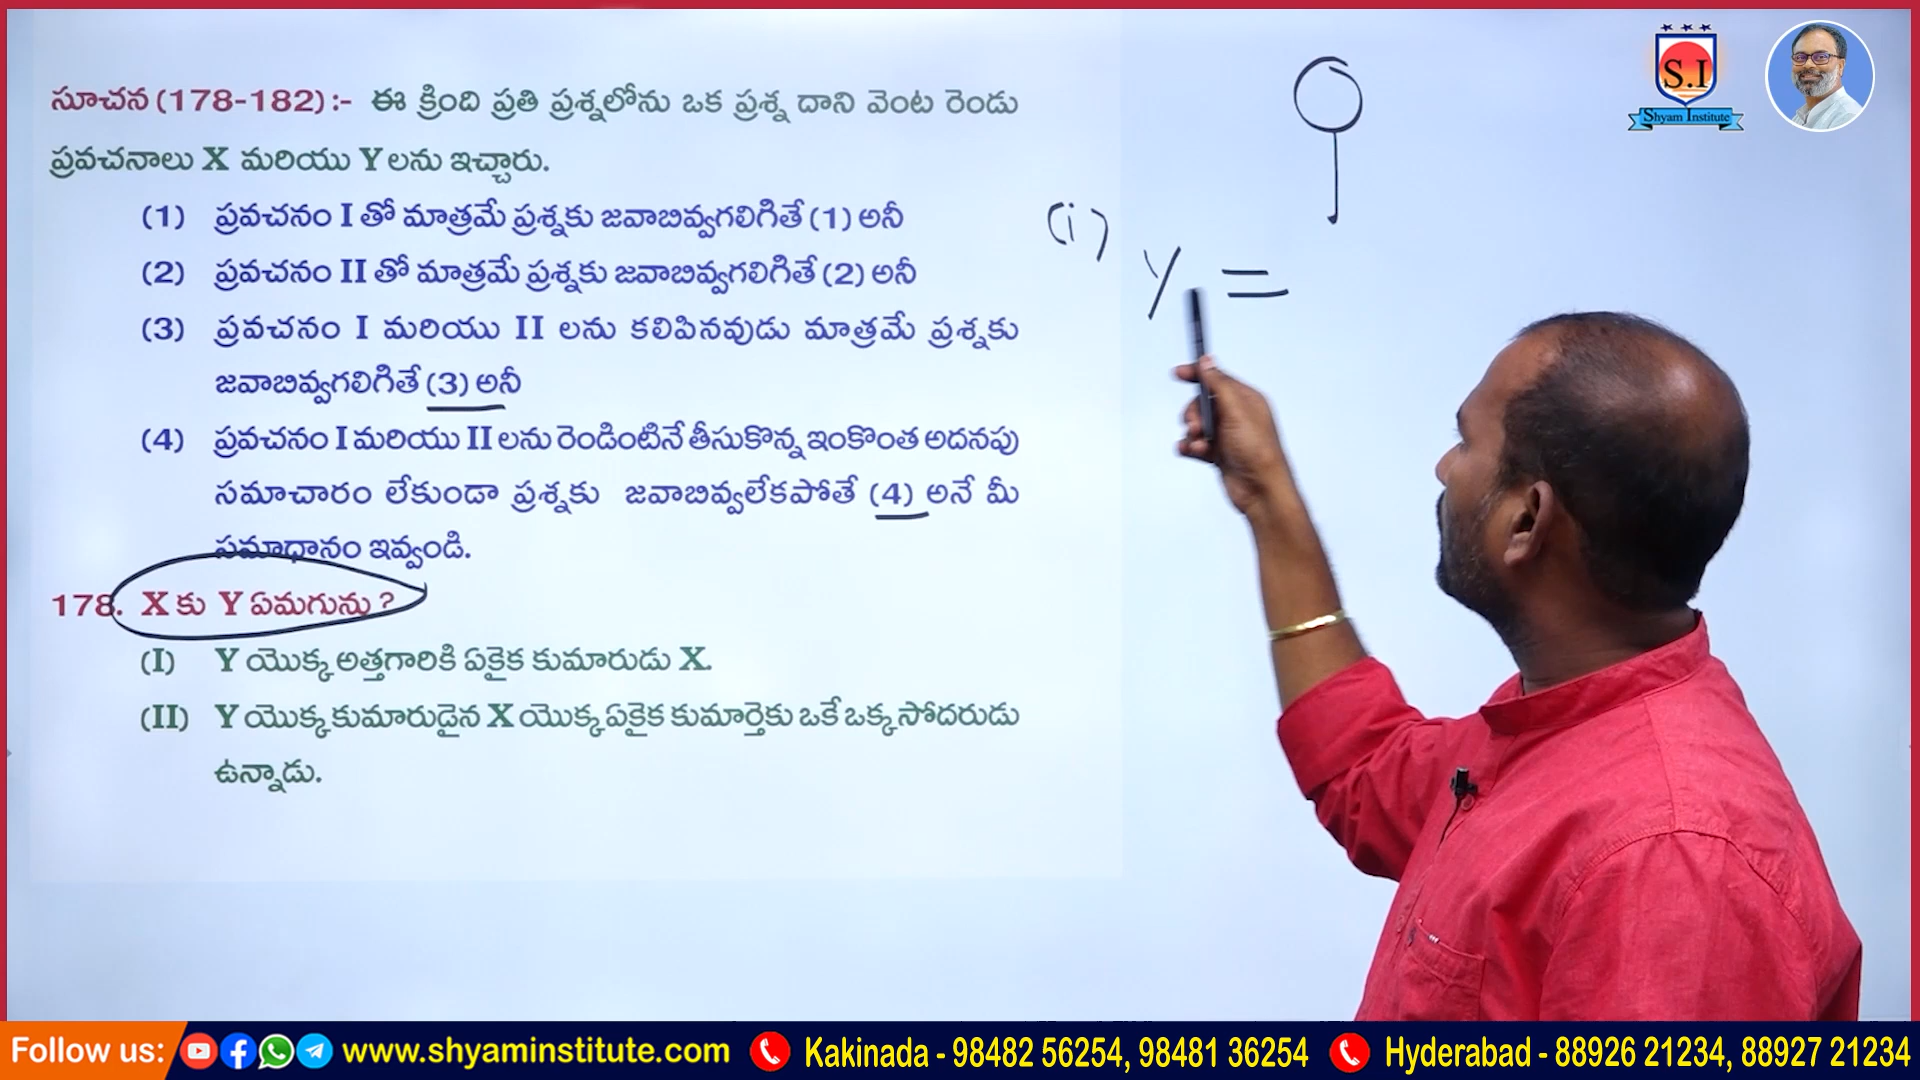 సూచన (178-182) :- ఈ క్రింది ప్రతి ప్రశ్నలోను ఒక ప్రశ్న దాని వెంట రెండు
ప్రవచనాలు X మరియు Y లను ఇచ్చారు.
(1) ప్రవచనం I తో మాత్రమే ప్రశ్నకు జవాబివ్వగలిగితే (1) అనీ
(2) ప్రవచనం II తో మాత్రమే ప్రశ్నకు జవాబివ్వగలిగితే (2) అనీ
(3) ప్రవచనం I మరియు II లను కలిపినవుడు మాత్రమే ప్రశ్నకు
జవాబివ్వగలిగితే (3) అనీ
(4) ప్రవచనం I మరియు II లను రెండింటినే తీసుకొన్న ఇంకొంత అదనపు
సమాచారం లేకుండా ప్రశ్నకు జవాబివ్వలేకపోతే (4) అనే మీ
సమాధానం ఇవ్వండి.
178. X కు Y ఏమగును ?
(I) Y యొక్క అత్తగారికి ఏకైక కుమారుడు X.
(II) Y యొక్క కుమారుడైన X యొక్క ఏకైక కుమార్తెకు ఒకే ఒక్క సోదరుడు
ఉన్నాడు.
(i) Y =
S.I
Shyam Institute
Follow us: www.shyaminstitute.com Kakinada - 98482 56254, 98481 36254 Hyderabad - 88926 21234, 88927 21234